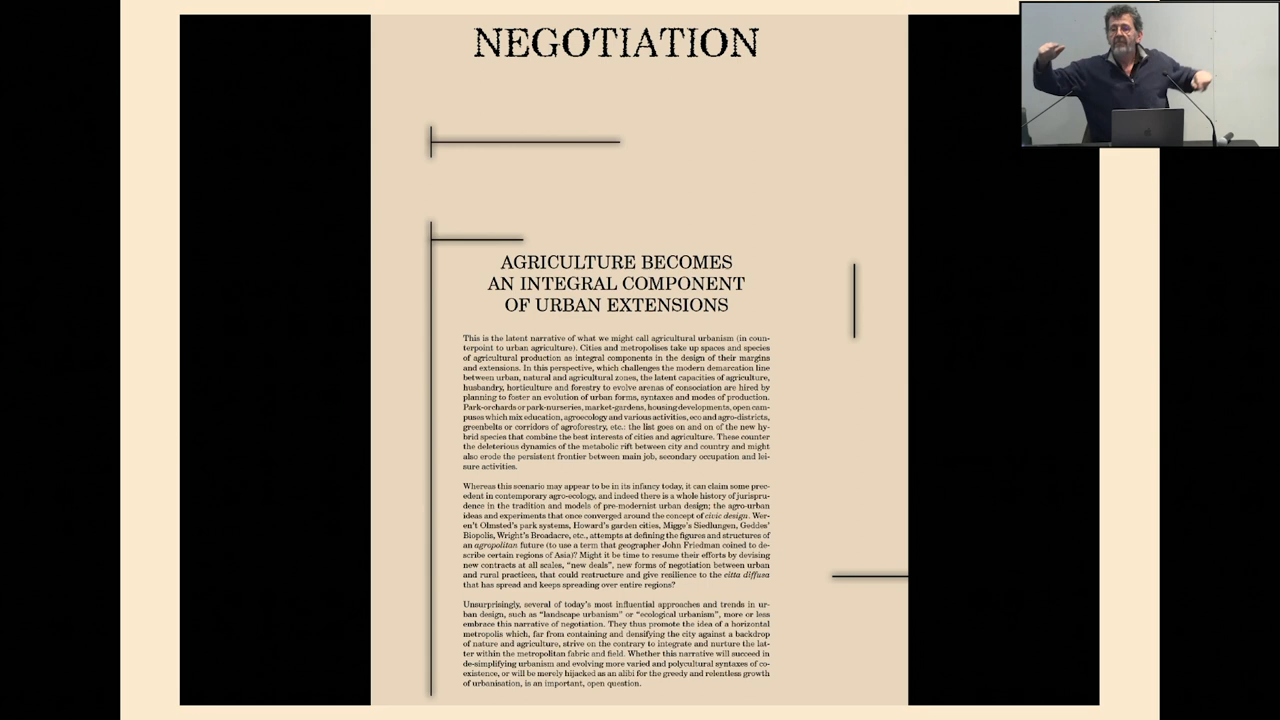 NEGOTIATION
AGRICULTURE BECOMES
AN INTEGRAL COMPONENT
OF URBAN EXTENSIONS
This is the latent narrative of what we might call agricultural urbanism (in coun-
terpoint to urban agriculture). Cities and metropolises take up spaces and species
of agricultural production as integral components in the design of their margins
and extensions. In this perspective, which challenges the modern demarcation line
between urban, natural and agricultural zones, the latent capacities of agriculture,
husbandry, horticulture and forestry to evolve arenas of consociation are hired by
planning to foster an evolution of urban forms, syntaxes and modes of production.
Park-orchards or park-nurseries, market-gardens, housing developments, open cam-
puses which mix education, agroecology and various activities, eco and agro-districts,
greenbelts or corridors of agroforestry, etc.: the list goes on and on of the new hy-
brid species that combine the best interests of cities and agriculture. These counter
the deleterious dynamics of the metabolic rift between city and country and might
also erode the persistent frontier between main job, secondary occupation and lei-
sure activities.
Whereas this scenario may appear to be in its infancy today, it can claim some prec-
edent in contemporary agro-ecology, and indeed there is a whole history of jurispru-
dence in the tradition and models of pre-modernist urban design; the agro-urban
ideas and experiments that once converged around the concept of civic design. Wer-
en't Olmsted's park systems, Howard's garden cities, Migge's Siedlungen, Geddes'
Biopolis, Wright's Broadacre, etc., attempts at defining the figures and structures of
an agropolitan future (to use a term that geographer John Friedman coined to de-
scribe certain regions of Asia)? Might it be time to resume their efforts by devising
new contracts at all scales, “new deals”, new forms of negotiation between urban
and rural practices, that could restructure and give resilience to the citta diffusa
that has spread and keeps spreading over entire regions?
Unsurprisingly, several of today's most influential approaches and trends in ur-
ban design, such as “landscape urbanism” or “ecological urbanism”, more or less
embrace this narrative of negotiation. They thus promote the idea of a horizontal
metropolis which, far from containing and densifying the city against a backdrop
of nature and agriculture, strive on the contrary to integrate and nurture the lat-
ter within the metropolitan fabric and field. Whether this narrative will succeed in
de-simplifying urbanism and evolving more varied and polycultural syntaxes of co-
existence, or will be merely hijacked as an alibi for the greedy and relentless growth
of urbanisation, is an important, open question.